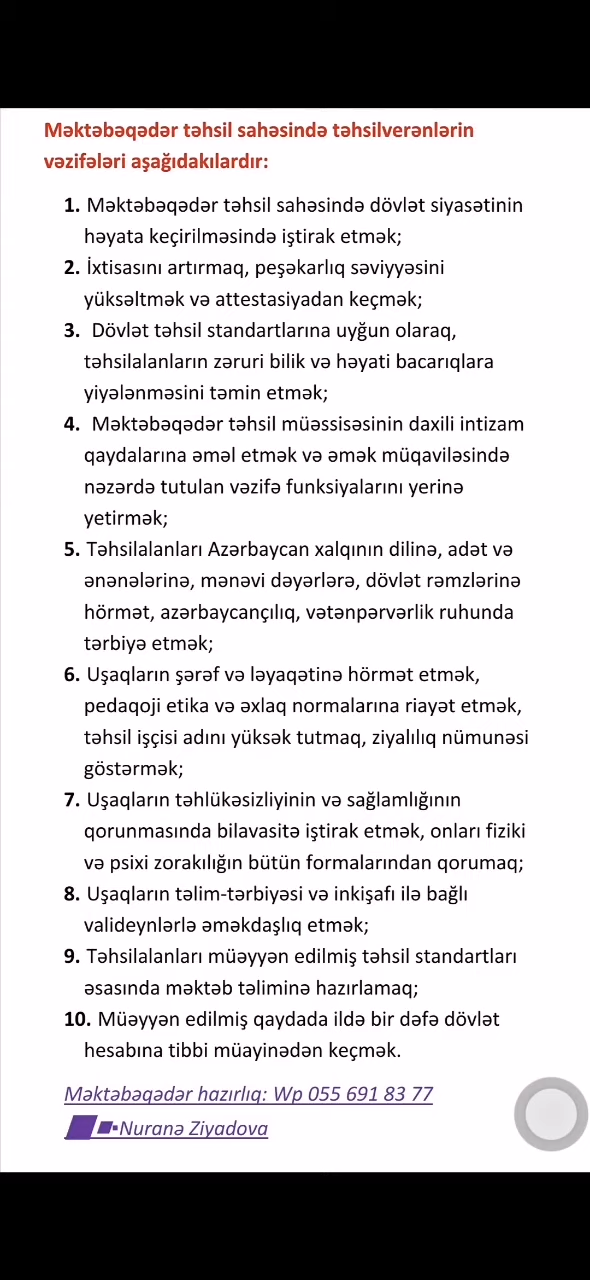 Məktəbəqədər təhsil sahəsində təhsilverənlərin
vəzifələri aşağıdakılardır:
1. Məktəbəqədər təhsil sahəsində dövlət siyasətinin
həyata keçirilməsində iştirak etmək;
2. İxtisasını artırmaq, peşəkarlıq səviyyəsini
yüksəltmək və attestasiyadan keçmək;
3. Dövlət təhsil standartlarına uyğun olaraq,
təhsilalanların zəruri bilik və həyati bacarıqlara
yiyələnməsini təmin etmək;
4. Məktəbəqədər təhsil müəssisəsinin daxili intizam
qaydalarına əməl etmək və əmək müqaviləsində
nəzərdə tutulan vəzifə funksiyalarını yerinə
yetirmək;
5. Təhsilalanları Azərbaycan xalqının dilinə, adət və
ənənələrinə, mənəvi dəyərlərə, dövlət rəmzlərinə
hörmət, azərbaycançılıq, vətənpərvərlik ruhunda
tərbiyə etmək;
6. Uşaqların şərəf və ləyaqətinə hörmət etmək,
pedaqoji etika və əxlaq normalarına riayət etmək,
təhsil işçisi adını yüksək tutmaq, ziyalılıq nümunəsi
göstərmək;
7. Uşaqların təhlükəsizliyinin və sağlamlığının
qorunmasında bilavasitə iştirak etmək, onları fiziki
və psixi zorakılığın bütün formalarından qorumaq;
8. Uşaqların təlim-tərbiyəsi və inkişafı ilə bağlı
valideynlərlə əməkdaşlıq etmək;
9. Təhsilalanları müəyyən edilmiş təhsil standartları
əsasında məktəb təliminə hazırlamaq;
10. Müəyyən edilmiş qaydada ildə bir dəfə dövlət
hesabına tibbi müayinədən keçmək.
Məktəbəqədər hazırlıq: Wp 055 691 83 77
Nuranə Ziyadova